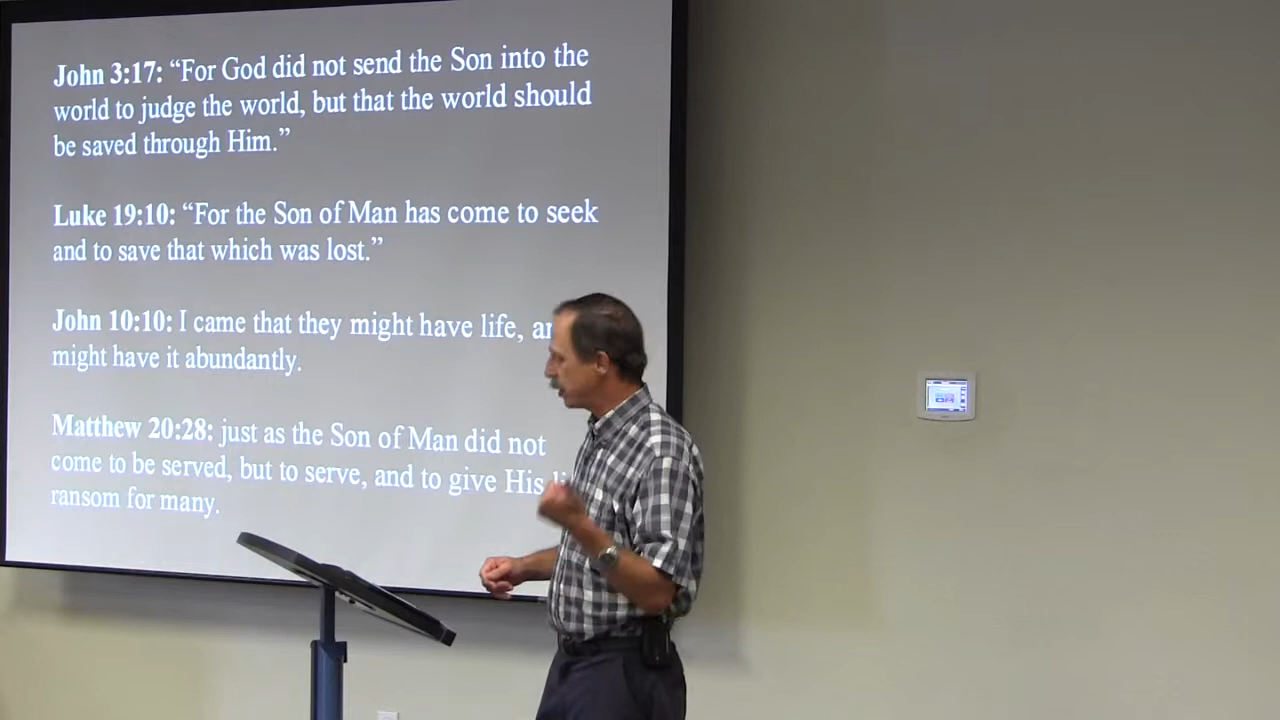 John 3:17: “For God did not send the Son into the
world to judge the world, but that the world should
be saved through Him.”
Luke 19:10: “For the Son of Man has come to seek
and to save that which was lost.”
John 10:10: I came that they might have life,
might have it abundantly.
Matthew 20:28: just as the Son of Man did not
come to be served, but to serve, and to give His
ransom for many.